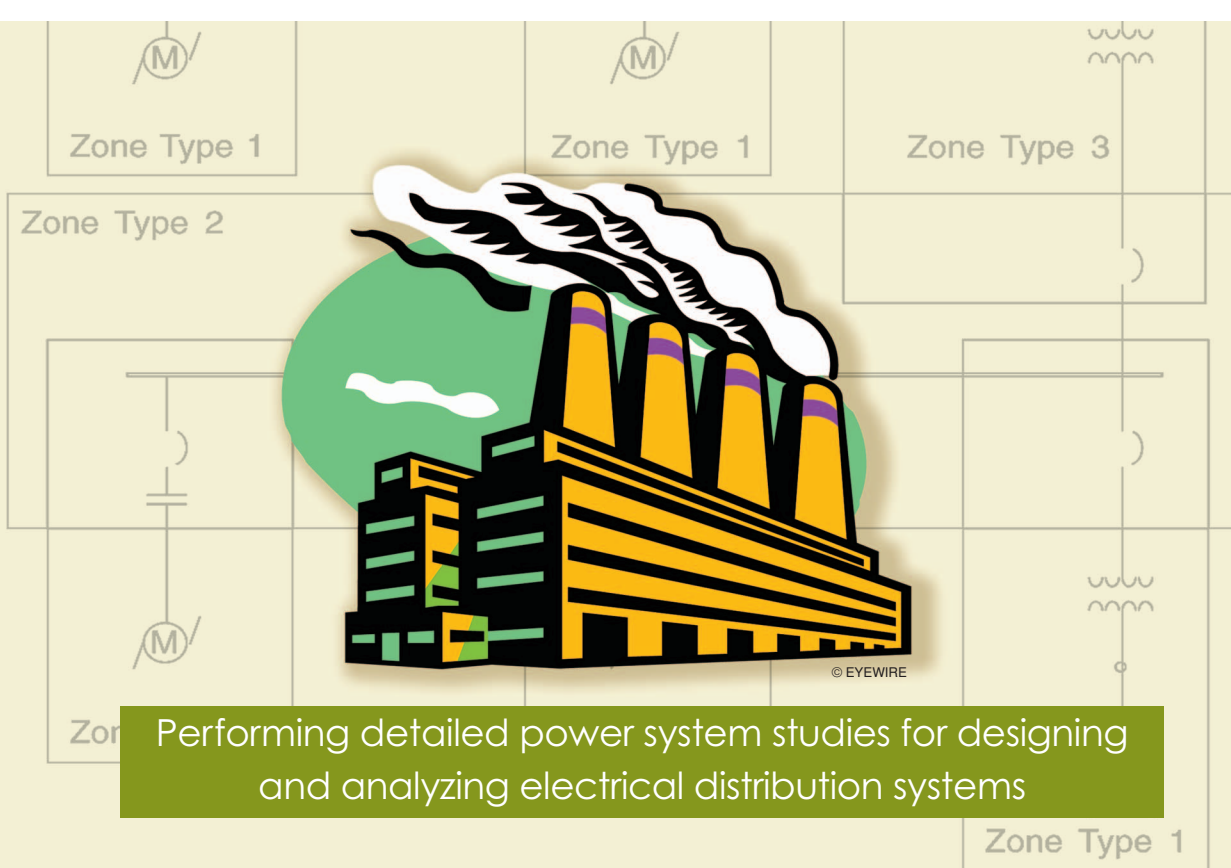 M
M
Zone Type 1
Zone Type 1
Zone Type 3
Zone Type 2
M
© EYEWIRE
Zon
Performing detailed power system studies for designing
and analyzing electrical distribution systems
Zone Type 1